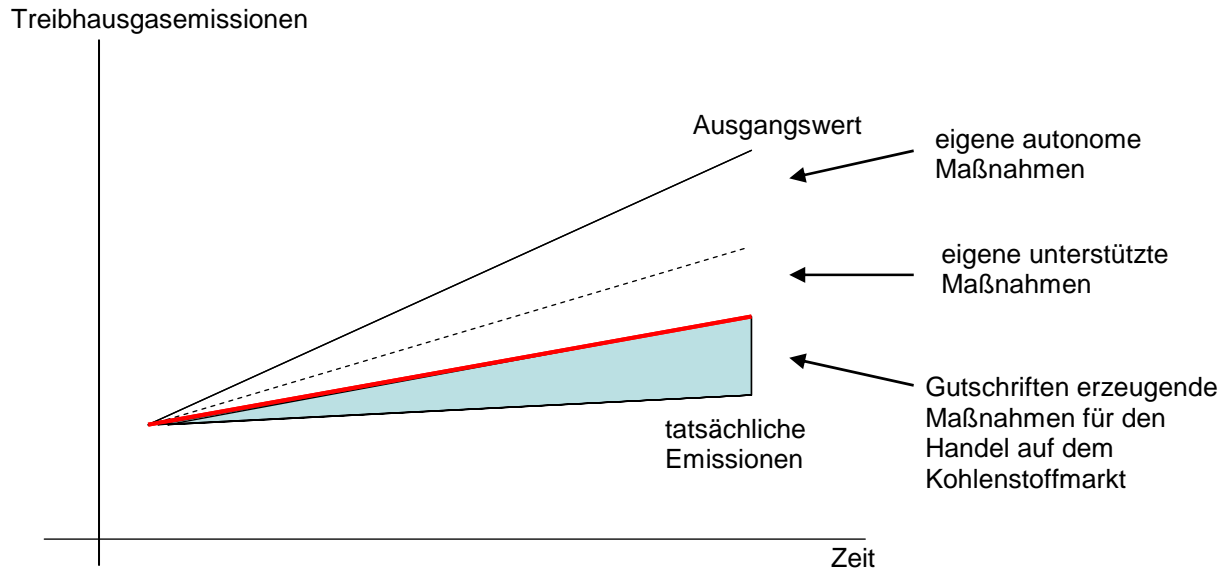 Treibhausgasemissionen
Ausgangswert
eigene autonome
Maßnahmen
eigene unterstützte
Maßnahmen
Gutschriften erzeugende
Maßnahmen für den
Handel auf dem
Kohlenstoffmarkt
tatsächliche
Emissionen
Zeit